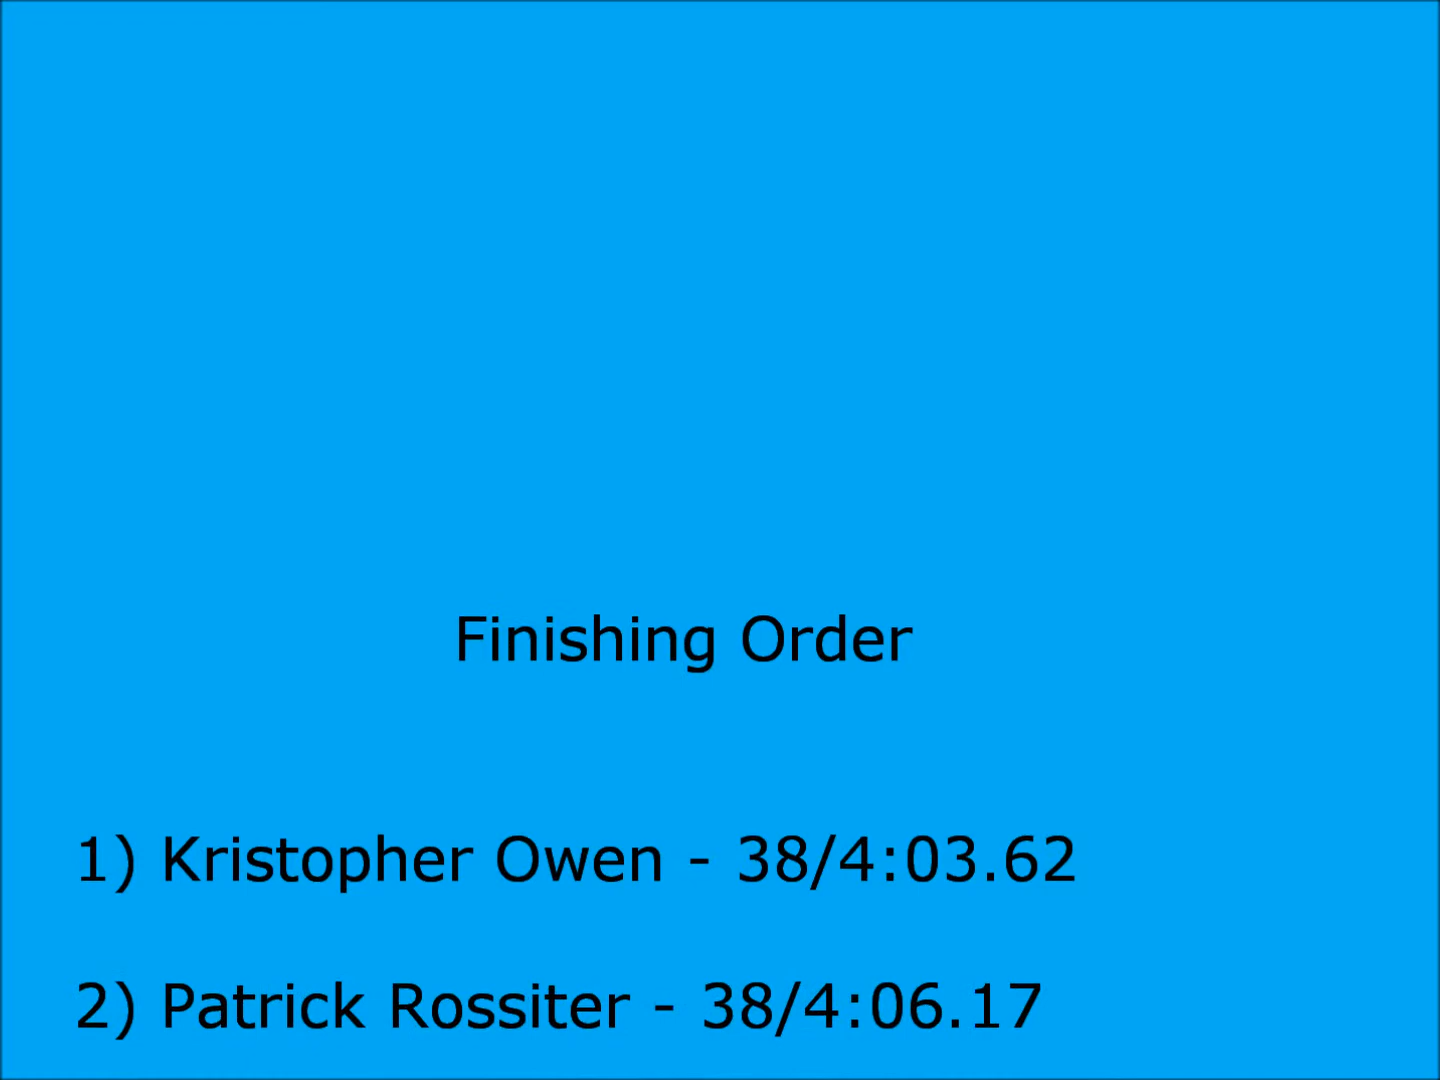 Finishing Order
1) Kristopher Owen - 38/4:03.62
2) Patrick Rossiter - 38/4:06.17